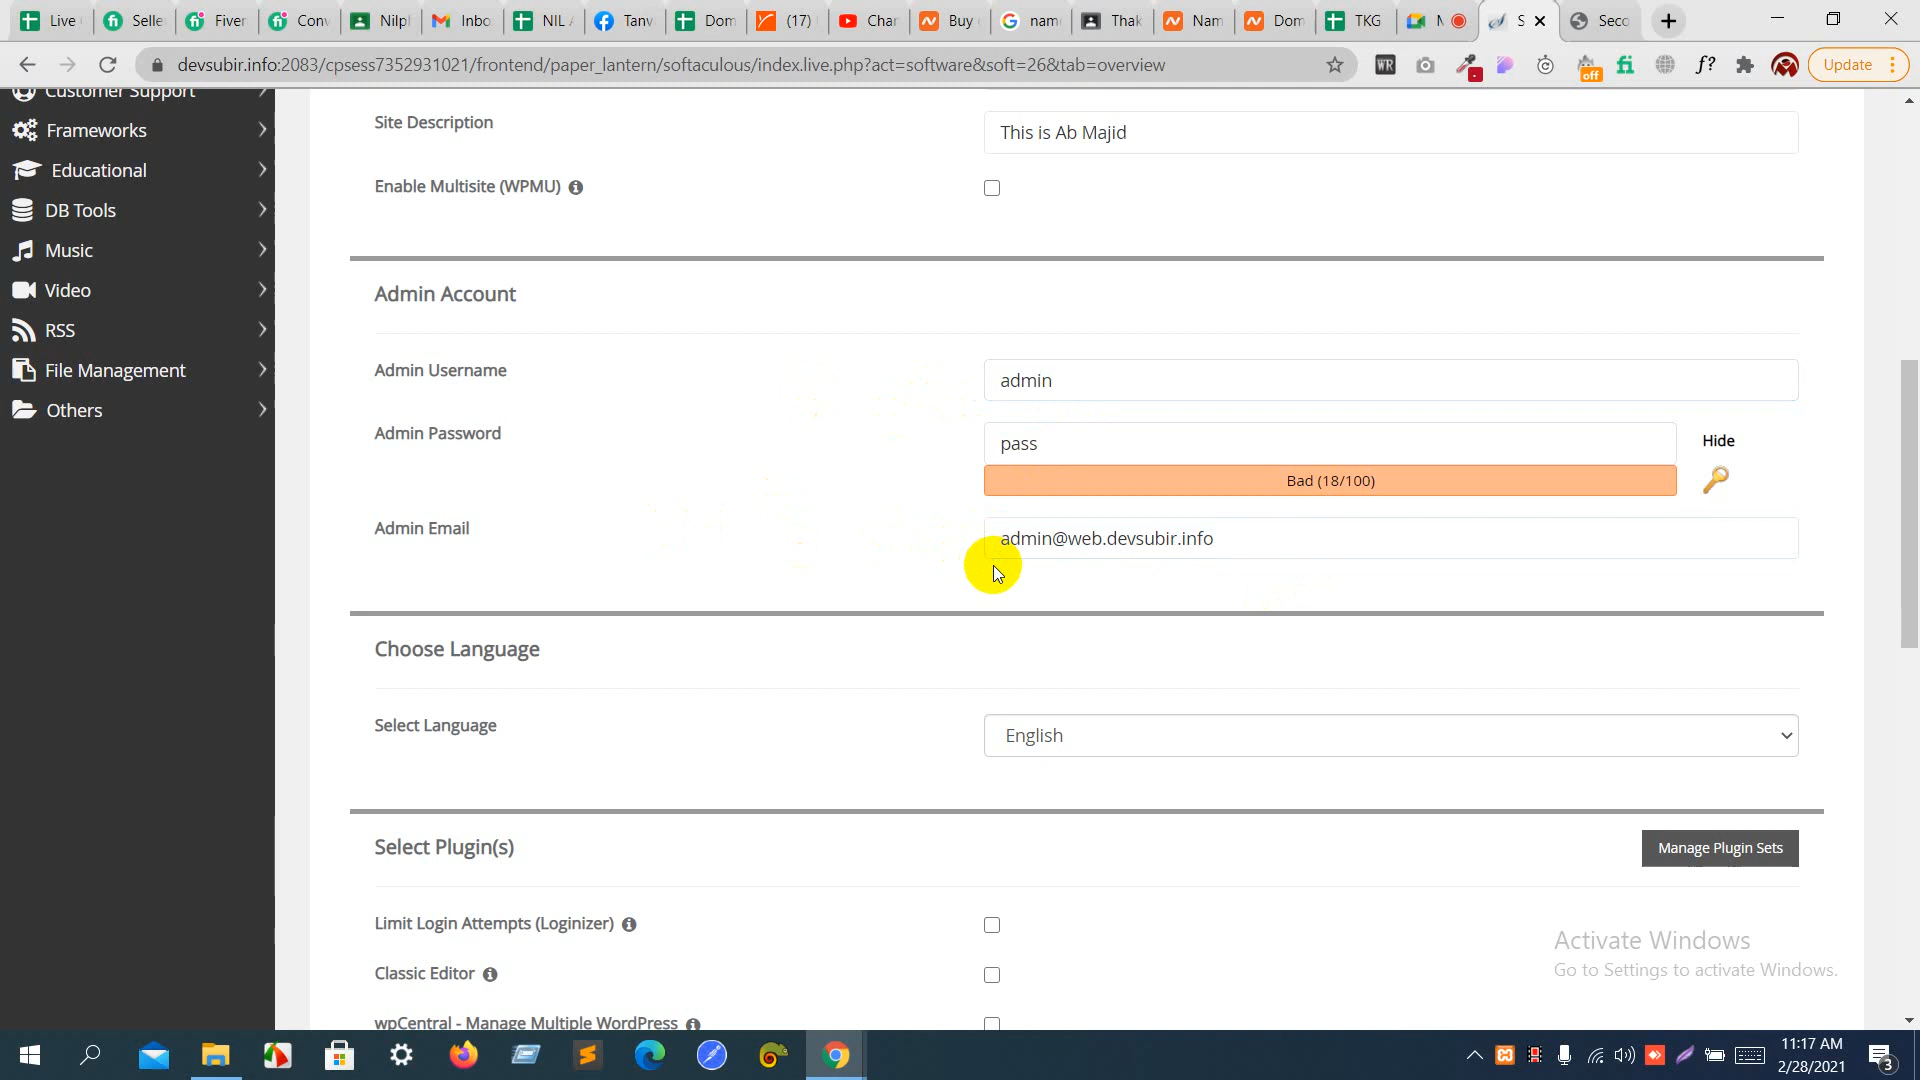 Live
Selle
Fiver
Conv
Nilph
Inbo
NIL
Tanv
Dom
(17)
Char
Buy
nam
Thak
Nam
Dom
TKG
M
S
Seco
devsubir.info:2083/cpsess7352931021/frontend/paper_lantern/softaculous/index.live.php?act=software&soft=26&tab=overview
WR
off
f?
Update
Customer Support
Frameworks
Educational
DB Tools
Music
Video
RSS
File Management
Others
Site Description
This is Ab Majid
Enable Multisite (WPMU)
Admin Account
Admin Username
admin
Admin Password
pass
Hide
Bad (18/100)
Admin Email
admin@web.devsubir.info
Choose Language
Select Language
English
Select Plugin(s)
Manage Plugin Sets
Limit Login Attempts (Loginizer)
Classic Editor
wpCentral - Manage Multiple WordPress
Activate Windows
Go to Settings to activate Windows.
11:17 AM
2/28/2021
3